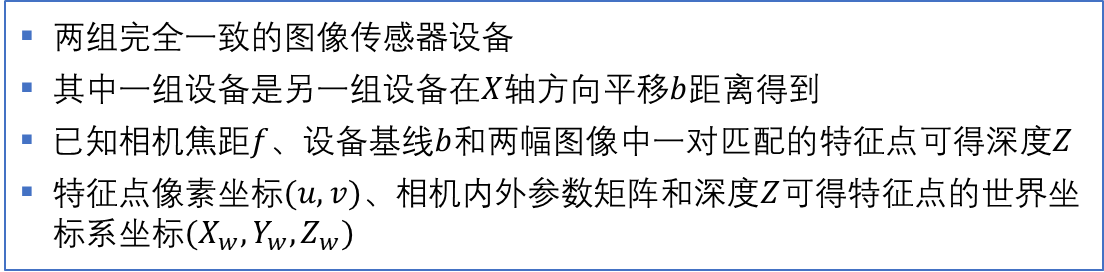 ▪ 两组完全一致的图像传感器设备
▪ 其中一组设备是另一组设备在X轴方向平移b距离得到
▪ 已知相机焦距f、设备基线b和两幅图像中一对匹配的特征点可得深度Z
▪ 特征点像素坐标(u, v)、相机内外参数矩阵和深度Z可得特征点的世界坐
标系坐标(X_w, Y_w, Z_w)